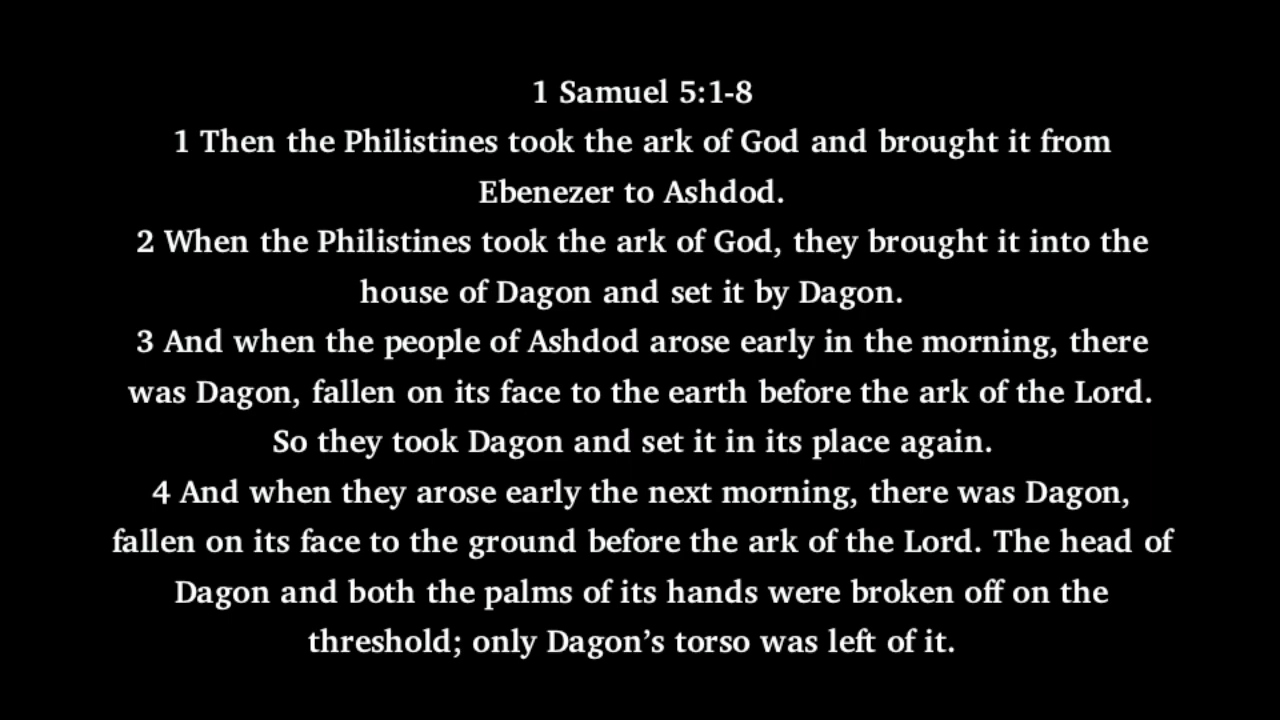 1 Samuel 5:1-8
1 Then the Philistines took the ark of God and brought it from
Ebenezer to Ashdod.
2 When the Philistines took the ark of God, they brought it into the
house of Dagon and set it by Dagon.
3 And when the people of Ashdod arose early in the morning, there
was Dagon, fallen on its face to the earth before the ark of the Lord.
So they took Dagon and set it in its place again.
4 And when they arose early the next morning, there was Dagon,
fallen on its face to the ground before the ark of the Lord. The head of
Dagon and both the palms of its hands were broken off on the
threshold; only Dagon’s torso was left of it.